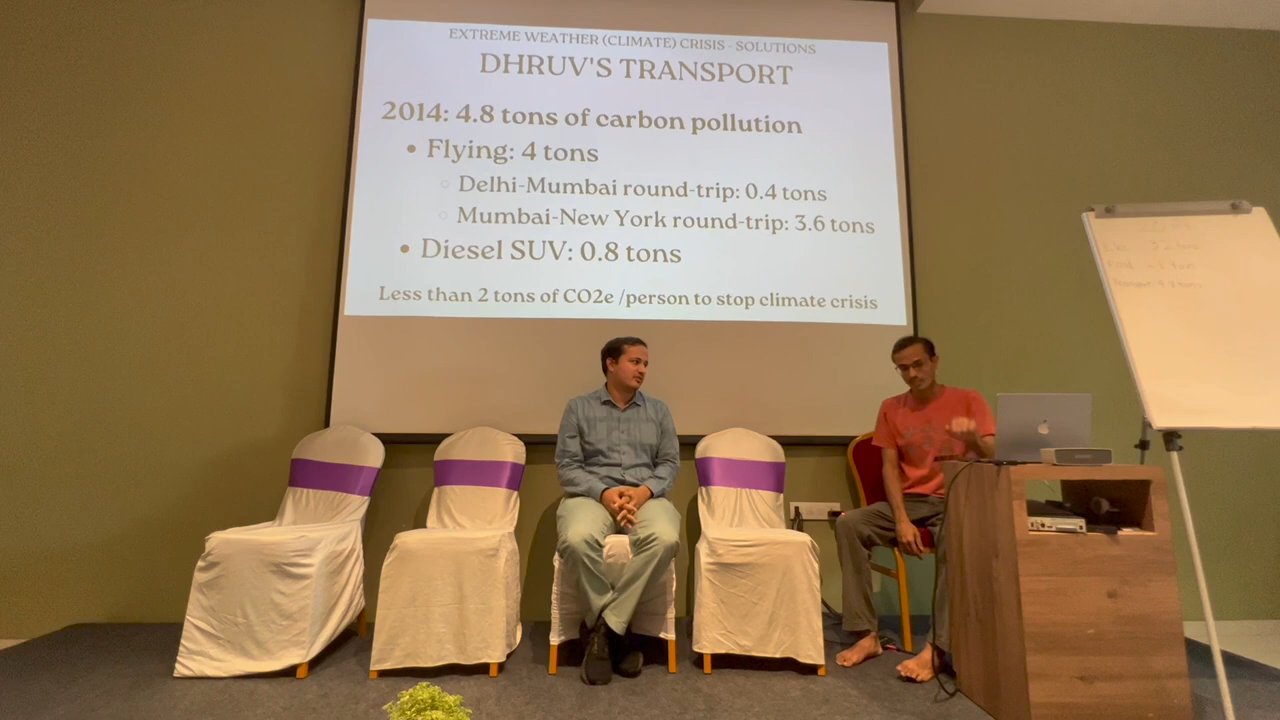 EXTREME WEATHER (CLIMATE) CRISIS - SOLUTIONS
DHRUV'S TRANSPORT
2014: 4.8 tons of carbon pollution
• Flying: 4 tons
○ Delhi-Mumbai round-trip: 0.4 tons
○ Mumbai-New York round-trip: 3.6 tons
• Diesel SUV: 0.8 tons
Less than 2 tons of CO2e /person to stop climate crisis